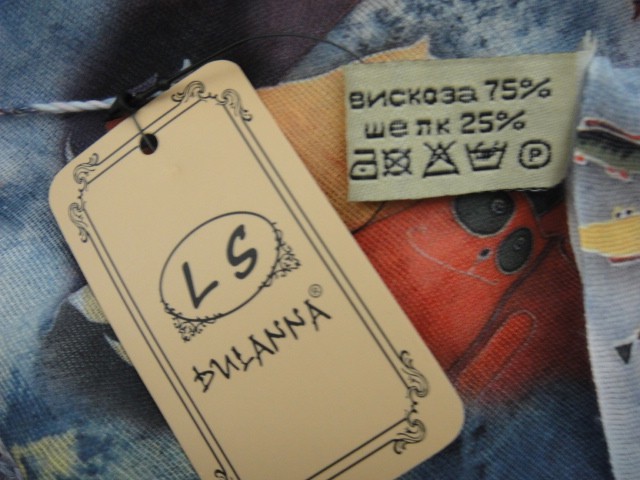 вискоза 75%
шелк 25%
P
LS
DULANNA®